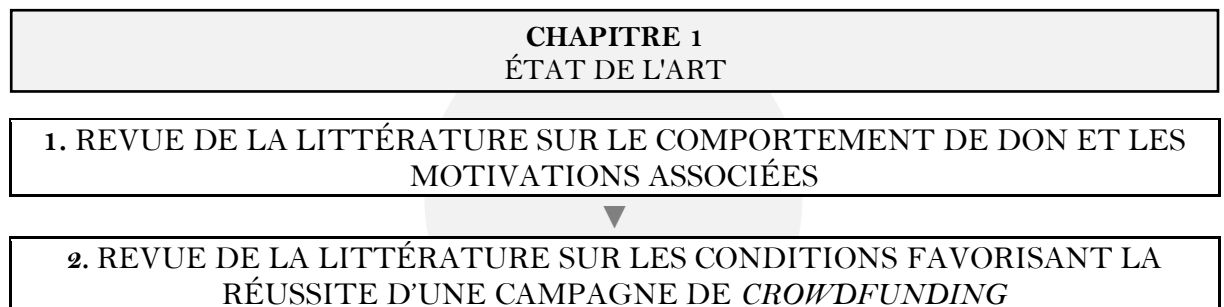 CHAPITRE 1
ÉTAT DE L'ART
1. REVUE DE LA LITTÉRATURE SUR LE COMPORTEMENT DE DON ET LES
MOTIVATIONS ASSOCIÉES
2. REVUE DE LA LITTÉRATURE SUR LES CONDITIONS FAVORISANT LA
RÉUSSITE D’UNE CAMPAGNE DE CROWDFUNDING